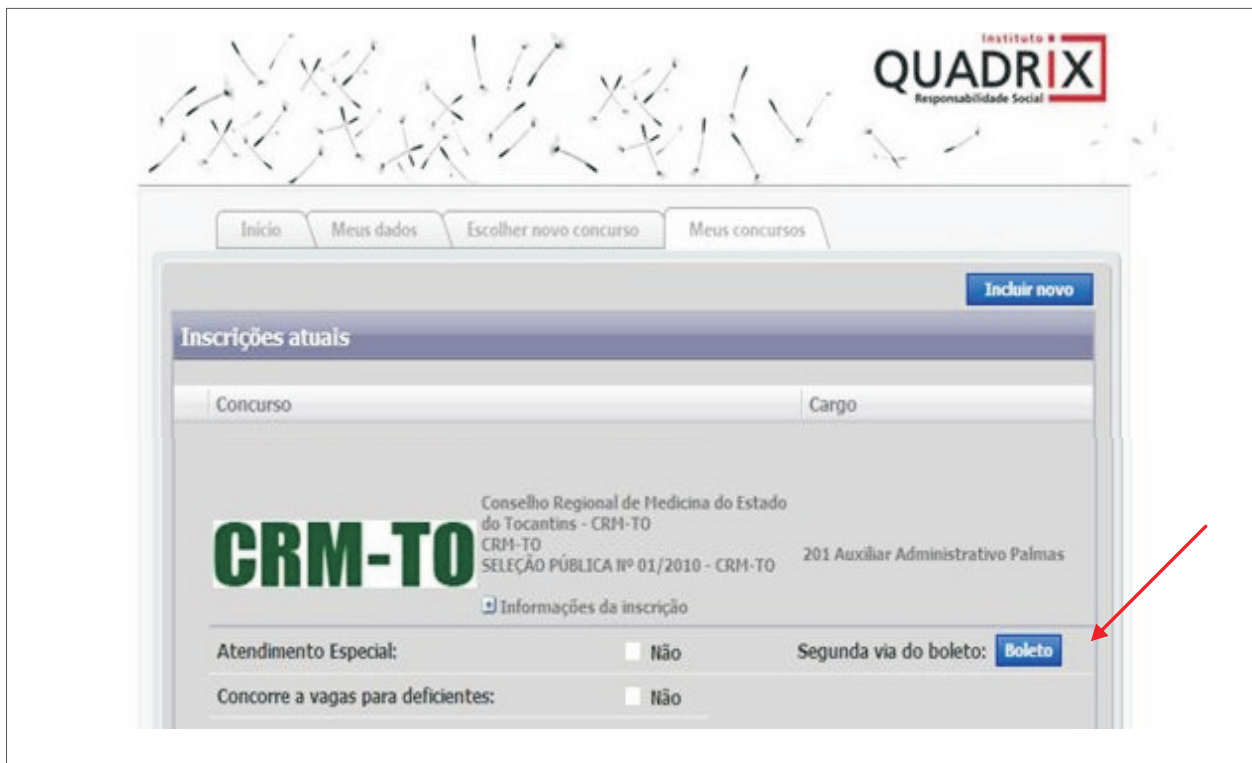 Instituto
QUADRIX
Responsabilidade Social
Início Meus dados Escolher novo concurso Meus concursos
Incluir novo
Inscrições atuais
Concurso Cargo
CRM-TO
Conselho Regional de Medicina do Estado
do Tocantins - CRM-TO
CRM-TO
SELEÇÃO PÚBLICA Nº 01/2010 - CRM-TO
201 Auxiliar Administrativo Palmas
Informações da inscrição
Atendimento Especial: Não Segunda via do boleto: Boleto
Concorre a vagas para deficientes: Não